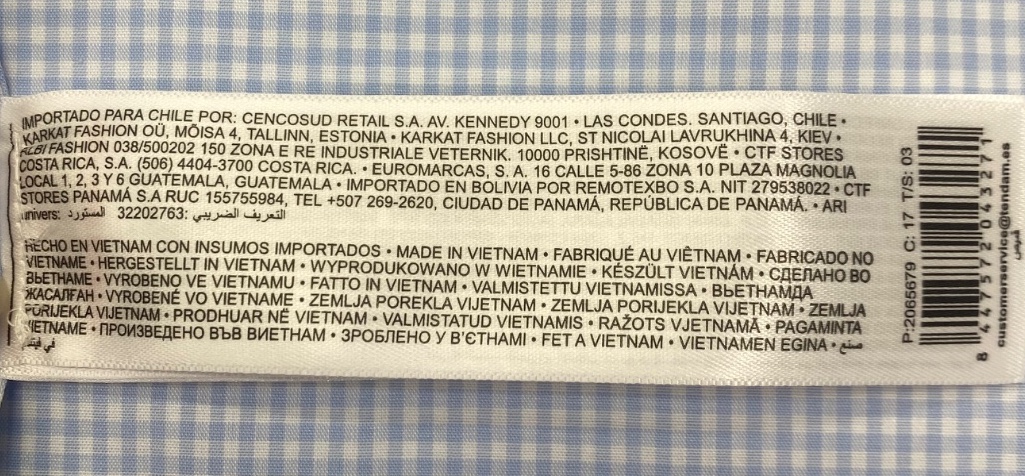 IMPORTADO PARA CHILE POR: CENCOSUD RETAIL S.A. AV. KENNEDY 9001 • LAS CONDES. SANTIAGO, CHILE •
KARKAT FASHION OÜ, MÕISA 4, TALLINN, ESTONIA • KARKAT FASHION LLC, ST NICOLAI LAVRUKHINA 4, KIEV •
ALBI FASHION 038/500202 150 ZONA E RE INDUSTRIALE VETERNIK. 10000 PRISHTINË, KOSOVË • CTF STORES
COSTA RICA, S.A. (506) 4404-3700 COSTA RICA. • EUROMARCAS, S. A. 16 CALLE 5-86 ZONA 10 PLAZA MAGNOLIA
LOCAL 1, 2, 3 Y 6 GUATEMALA, GUATEMALA • IMPORTADO EN BOLIVIA POR REMOTEXBO S.A. NIT 279538022 • CTF
STORES PANAMÁ S.A RUC 155755984, TEL +507 269-2620, CIUDAD DE PANAMÁ, REPÚBLICA DE PANAMÁ. • ARI
univers: المستورد 32202763: التعريف الضريبي
HECHO EN VIETNAM CON INSUMOS IMPORTADOS • MADE IN VIETNAM • FABRIQUÉ AU VIÊTNAM • FABRICADO NO
VIETNAME • HERGESTELLT IN VIETNAM • WYPRODUKOWANO W WIETNAMIE • KÉSZÜLT VIETNÁM • СДЕЛАНО ВО
ВЬЕТНАМЕ • VYROBENO VE VIETNAMU • FATTO IN VIETNAM • VALMISTETTU VIETNAMISSA • ВЬЕТНАМДА
ЖАСАЛҒАН • VYROBENÉ VO VIETNAME • ZEMLJA POREKLA VIJETNAM • ZEMLJA PORIJEKLA VIJETNAM • ZEMLJA
PORIJEKLA VIJETNAM • PRODHUAR NË VIETNAM • VALMISTATUD VIETNAMIS • RAŽOTS VJETNAMĀ • PAGAMINTA
VIETNAME • ПРОИЗВЕДЕНО ВЪВ ВИЕТНАМ • ЗРОБЛЕНО У В'ЄТНАМІ • FET A VIETNAM • VIETNAMEN EGINA • صنع
في فيتنام
P:2085679 C: 17 T/S: 03
8 447572 043271
customerservice@tendam.es
قميص